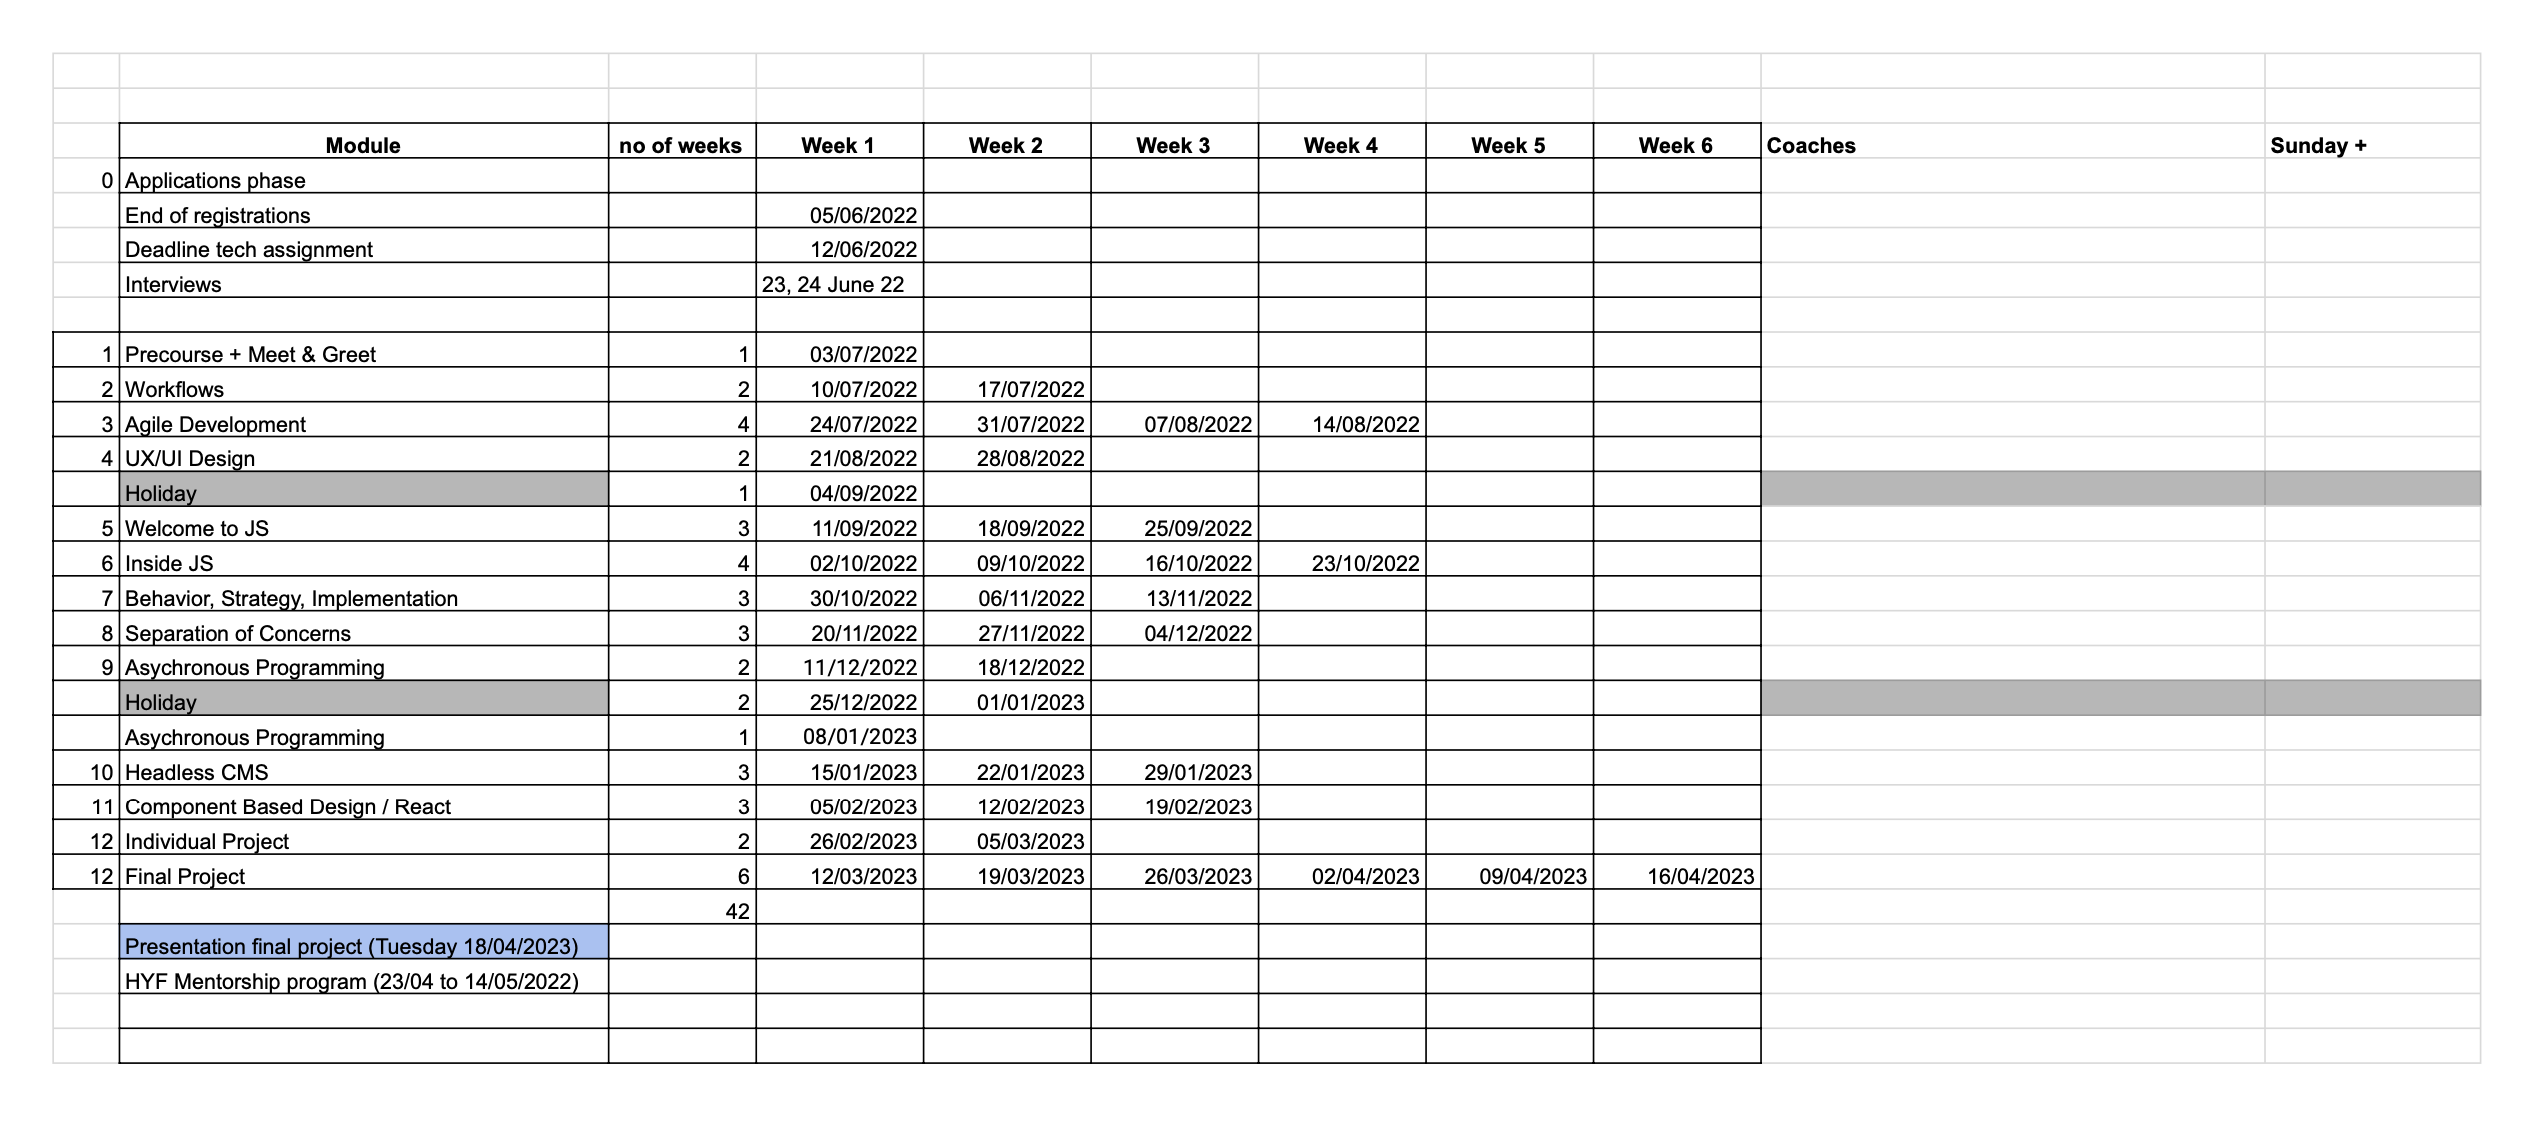 Module no of weeks Week 1 Week 2 Week 3 Week 4 Week 5 Week 6 Coaches Sunday +
0 Applications phase
End of registrations 05/06/2022
Deadline tech assignment 12/06/2022
Interviews 23, 24 June 22
1 Precourse + Meet & Greet 1 03/07/2022
2 Workflows 2 10/07/2022 17/07/2022
3 Agile Development 4 24/07/2022 31/07/2022 07/08/2022 14/08/2022
4 UX/UI Design 2 21/08/2022 28/08/2022
Holiday 1 04/09/2022
5 Welcome to JS 3 11/09/2022 18/09/2022 25/09/2022
6 Inside JS 4 02/10/2022 09/10/2022 16/10/2022 23/10/2022
7 Behavior, Strategy, Implementation 3 30/10/2022 06/11/2022 13/11/2022
8 Separation of Concerns 3 20/11/2022 27/11/2022 04/12/2022
9 Asychronous Programming 2 11/12/2022 18/12/2022
Holiday 2 25/12/2022 01/01/2023
Asychronous Programming 1 08/01/2023
10 Headless CMS 3 15/01/2023 22/01/2023 29/01/2023
11 Component Based Design / React 3 05/02/2023 12/02/2023 19/02/2023
12 Individual Project 2 26/02/2023 05/03/2023
12 Final Project 6 12/03/2023 19/03/2023 26/03/2023 02/04/2023 09/04/2023 16/04/2023
42
Presentation final project (Tuesday 18/04/2023)
HYF Mentorship program (23/04 to 14/05/2022)